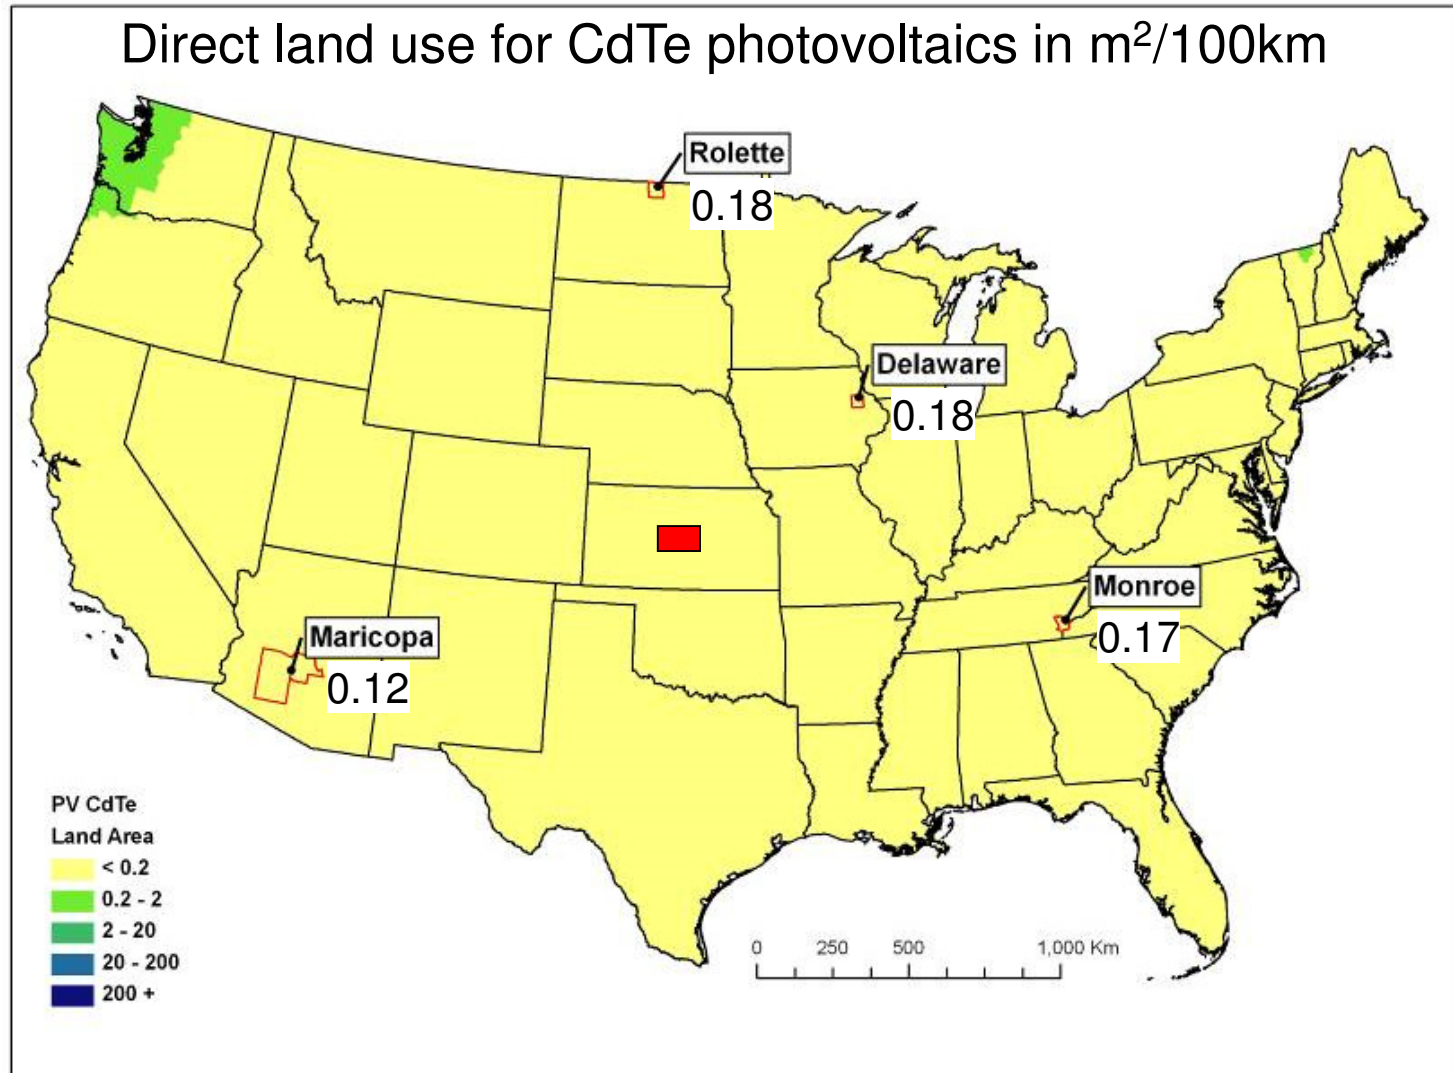 Direct land use for CdTe photovoltaics in m²/100km
Rolette
0.18
Delaware
0.18
Monroe
0.17
Maricopa
0.12
PV CdTe
Land Area
< 0.2
0.2 - 2
2 - 20
20 - 200
200 +
0 250 500 1,000 Km